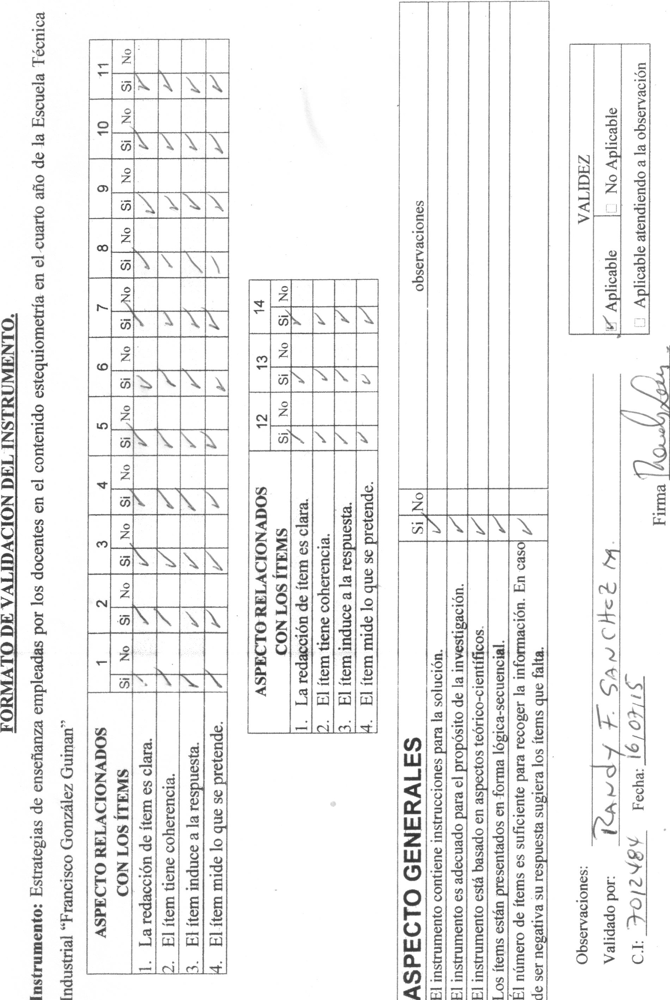 FORMATO DE VALIDACIÓN DEL INSTRUMENTO.
Instrumento: Estrategias de enseñanza empleadas por los docentes en el contenido estequiometría en el cuarto año de la Escuela Técnica
Industrial “Francisco González Guinan”
ASPECTO RELACIONADOS CON LOS ÍTEMS 1 2 3 4 5 6 7 8 9 10 11
Si No Si No Si No Si No Si No Si No Si No Si No Si No Si No Si No
1. La redacción de ítem es clara. ✓ ✓ ✓ ✓ ✓ ✓ ✓ ✓ ✓ ✓ ✓
2. El ítem tiene coherencia. ✓ ✓ ✓ ✓ ✓ ✓ ✓ ✓ ✓ ✓ ✓
3. El ítem induce a la respuesta. ✓ ✓ ✓ ✓ ✓ ✓ ✓ ✓ ✓ ✓ ✓
4. El ítem mide lo que se pretende. ✓ ✓ ✓ ✓ ✓ ✓ ✓ ✓ ✓ ✓ ✓
ASPECTO RELACIONADOS CON LOS ÍTEMS 12 13 14
Si No Si No Si No
1. La redacción de ítem es clara. ✓ ✓ ✓
2. El ítem tiene coherencia. ✓ ✓ ✓
3. El ítem induce a la respuesta. ✓ ✓ ✓
4. El ítem mide lo que se pretende. ✓ ✓ ✓
ASPECTO GENERALES Si No observaciones
El instrumento contiene instrucciones para la solución. ✓
El instrumento es adecuado para el propósito de la investigación. ✓
El instrumento está basado en aspectos teórico-científicos. ✓
Los ítems están presentados en forma lógica-secuencial. ✓
El número de ítems es suficiente para recoger la información. En caso ✓
de ser negativa su respuesta sugiera los ítems que falta.
Observaciones:
Validado por: RANDY F. SANCHEZ M.
C.I: 7012484 Fecha: 16/07/15
Firma
VALIDEZ
☑ Aplicable ☐ No Aplicable
☐ Aplicable atendiendo a la observación